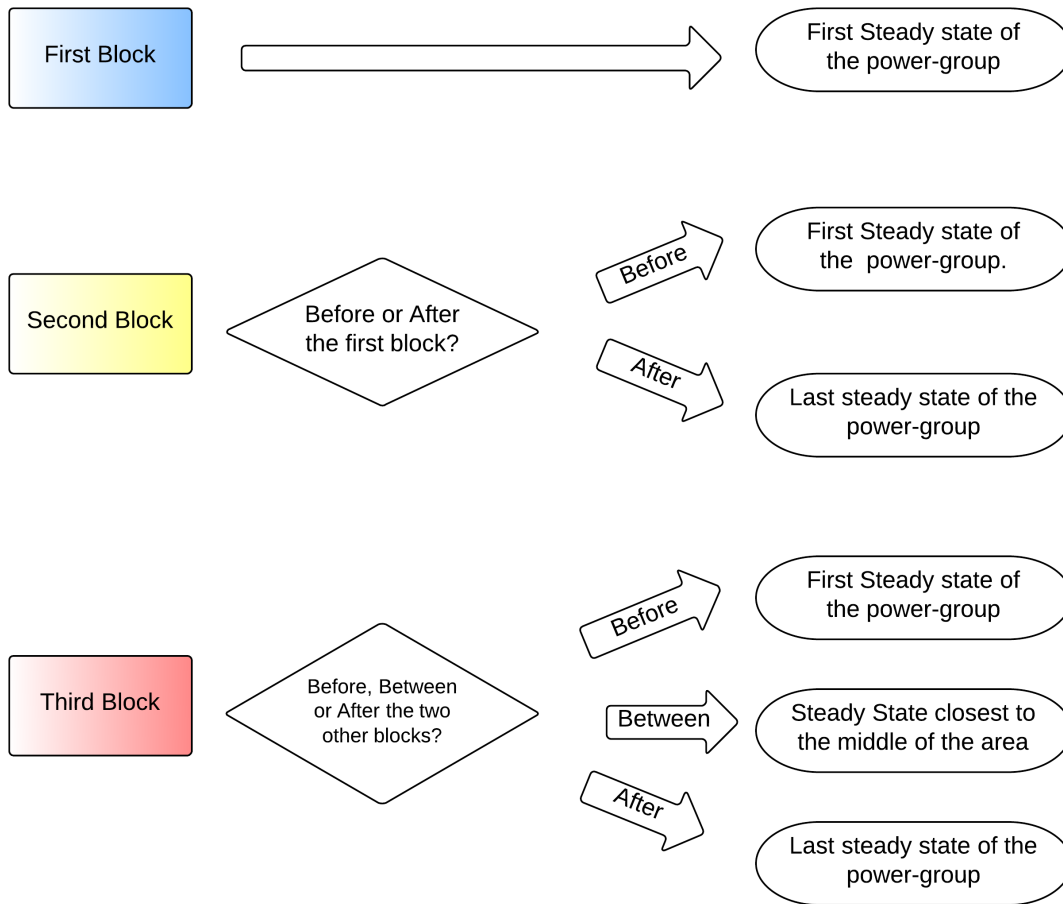 First Block
First Steady state of
the power-group
Second Block
Before or After
the first block?
Before
First Steady state of
the  power-group.
After
Last steady state of the
power-group
Third Block
Before, Between
or After the two
other blocks?
Before
First Steady state of
the power-group
Between
Steady State closest to
the middle of the area
After
Last steady state of the
power-group